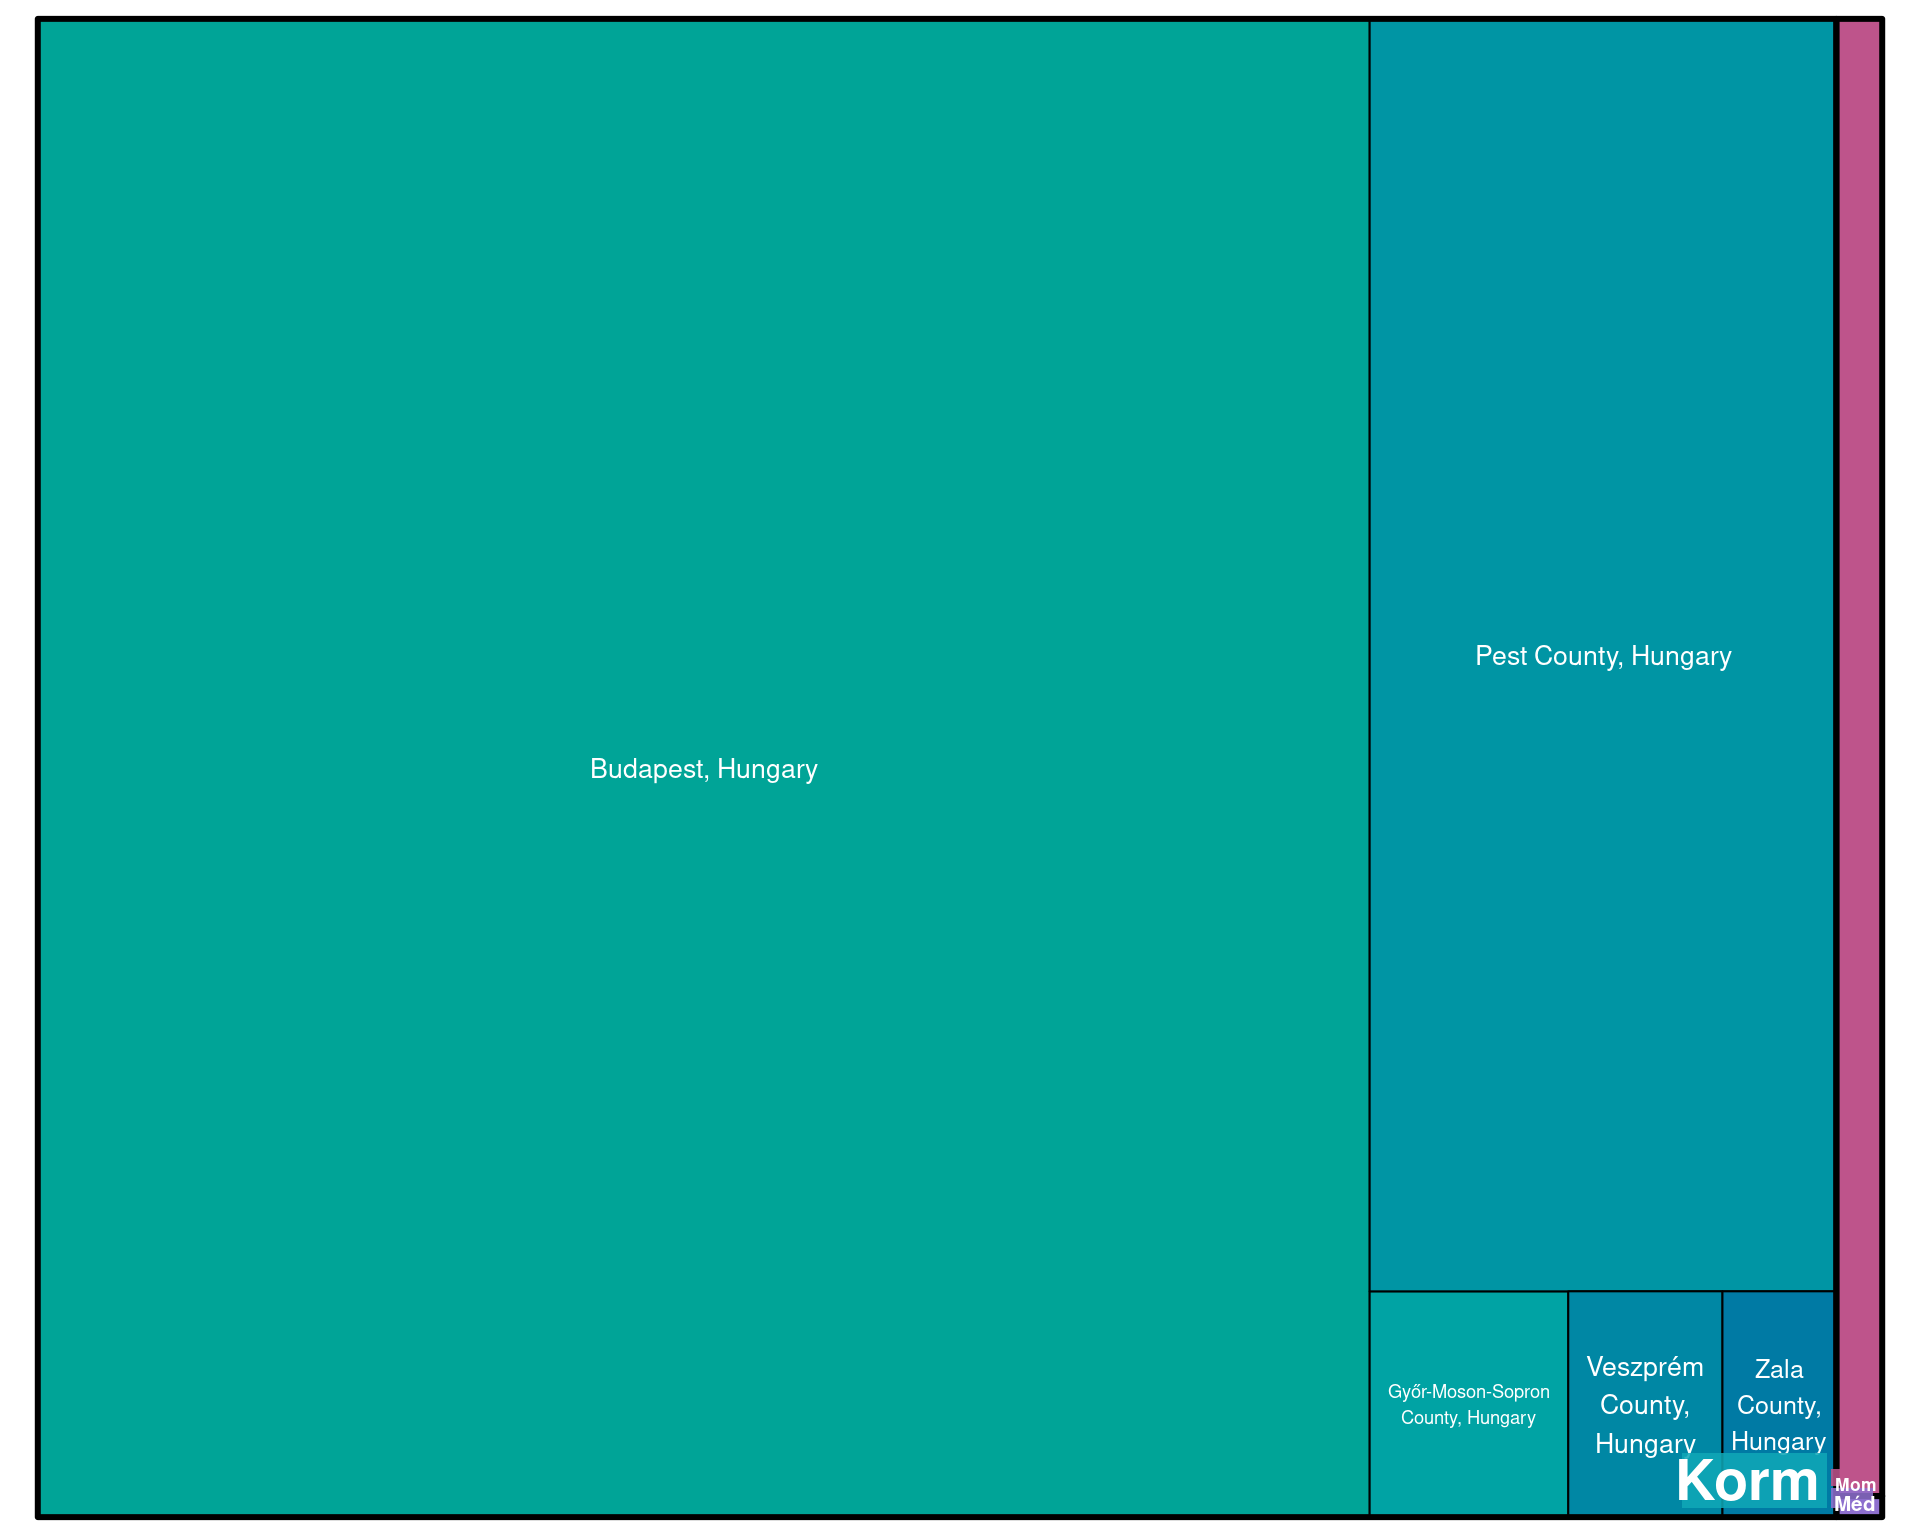 Budapest, Hungary
Pest County, Hungary
Győr-Moson-Sopron
County, Hungary
Veszprém
County,
Hungary
Zala
County,
Hungary
Korm
Mom
Méd